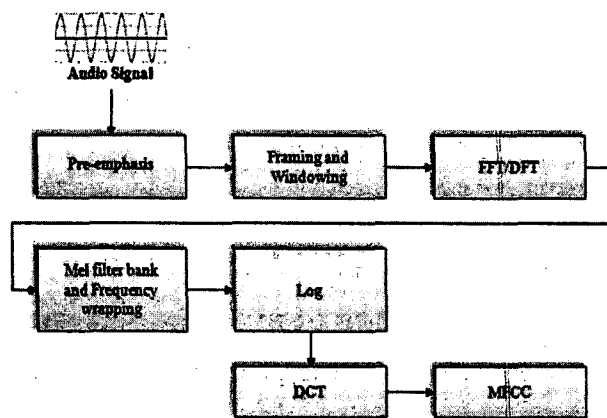 Audio Signal
Pre-emphasis
Framing and
Windowing
FFT/DFT
Mel filter bank
and Frequency
wrapping
Log
DCT
MFCC